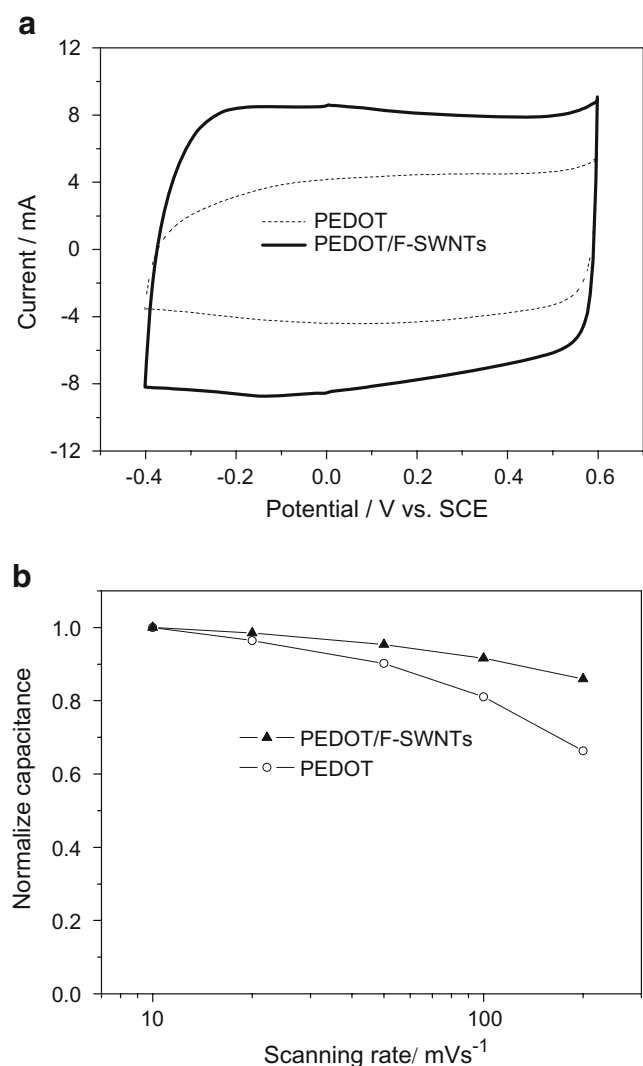 a
12
8
4
0
-4
-8
-12
Current / mA
PEDOT
PEDOT/F-SWNTs
-0.4 -0.2 0.0 0.2 0.4 0.6
Potential / V vs. SCE
b
1.0
0.8
0.6
0.4
0.2
0.0
Normalize capacitance
PEDOT/F-SWNTs
PEDOT
10 100
Scanning rate/ mVs⁻¹